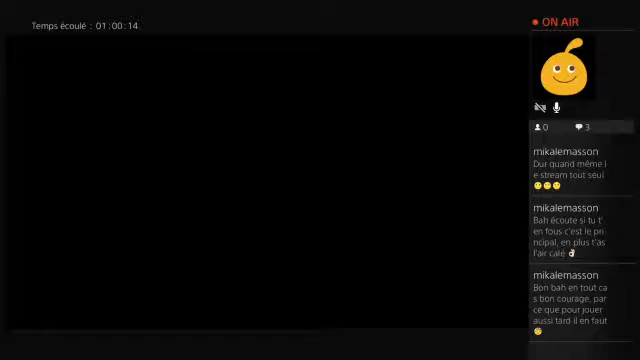 Temps écoulé : 01:00:14
ON AIR
0 3
mikalemasson
Dur quand même l
e stream tout seul
mikalemasson
Bah écoute si tu t'
en fous c'est le pri
ncipal, en plus t'as
l'air calé
mikalemasson
Bon bah en tout ca
s bon courage, par
ce que pour jouer
aussi tard il en faut